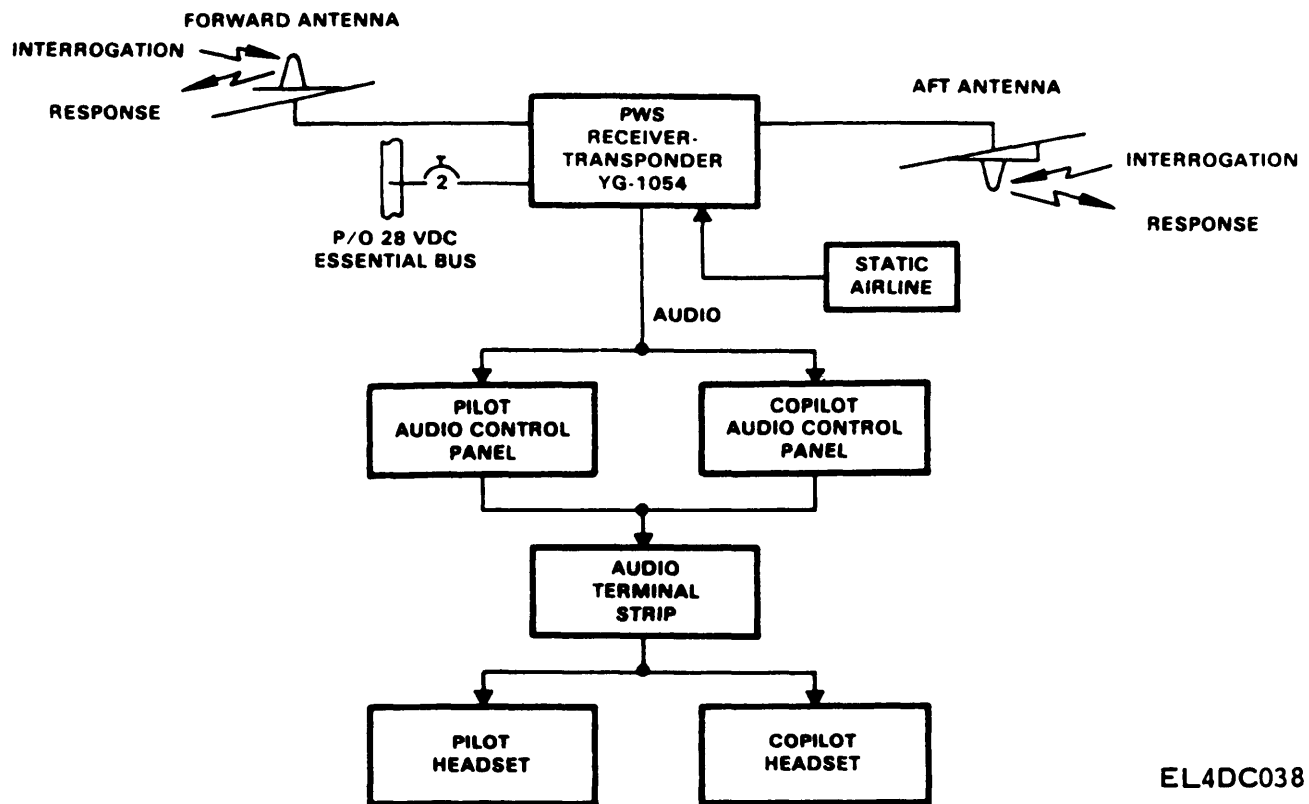 FORWARD ANTENNA
INTERROGATION
RESPONSE
PWS
RECEIVER-
TRANSPONDER
YG-1054
AFT ANTENNA
INTERROGATION
RESPONSE
2
P/O 28 VDC
ESSENTIAL BUS
STATIC
AIRLINE
AUDIO
PILOT
AUDIO CONTROL
PANEL
COPILOT
AUDIO CONTROL
PANEL
AUDIO
TERMINAL
STRIP
PILOT
HEADSET
COPILOT
HEADSET
EL4DC038